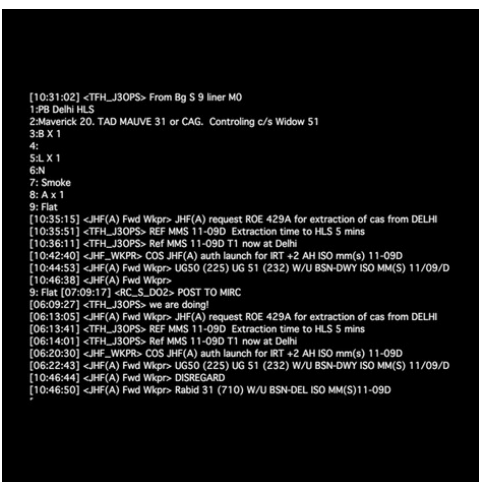 [10:31:02] <TFH_J3OPS> From Bg S 9 liner M0
1:PB Delhi HLS
2:Maverick 20. TAD MAUVE 31 or CAG.  Controling c/s Widow 51
3:B X 1
4:
5:L X 1
6:N
7: Smoke
8: A x 1
9: Flat
[10:35:15] <JHF(A) Fwd Wkpr> JHF(A) request ROE 429A for extraction of cas from DELHI
[10:35:51] <TFH_J3OPS> REF MMS 11-09D  Extraction time to HLS 5 mins
[10:36:11] <TFH_J3OPS> Ref MMS 11-09D T1 now at Delhi
[10:42:40] <JHF_WKPR> COS JHF(A) auth launch for IRT +2 AH ISO mm(s) 11-09D
[10:44:53] <JHF(A) Fwd Wkpr> UG50 (225) UG 51 (232) W/U BSN-DWY ISO MM(S) 11/09/D
[10:46:38] <JHF(A) Fwd Wkpr>
9: Flat [07:09:17] <RC_S_DO2> POST TO MIRC
[06:09:27] <TFH_J3OPS> we are doing!
[06:13:05] <JHF(A) Fwd Wkpr> JHF(A) request ROE 429A for extraction of cas from DELHI
[06:13:41] <TFH_J3OPS> REF MMS 11-09D  Extraction time to HLS 5 mins
[06:14:01] <TFH_J3OPS> Ref MMS 11-09D T1 now at Delhi
[06:20:30] <JHF_WKPR> COS JHF(A) auth launch for IRT +2 AH ISO mm(s) 11-09D
[06:22:43] <JHF(A) Fwd Wkpr> UG50 (225) UG 51 (232) W/U BSN-DWY ISO MM(S) 11/09/D
[10:46:44] <JHF(A) Fwd Wkpr> DISREGARD
[10:46:50] <JHF(A) Fwd Wkpr> Rabid 31 (710) W/U BSN-DEL ISO MM(S)11-09D
"